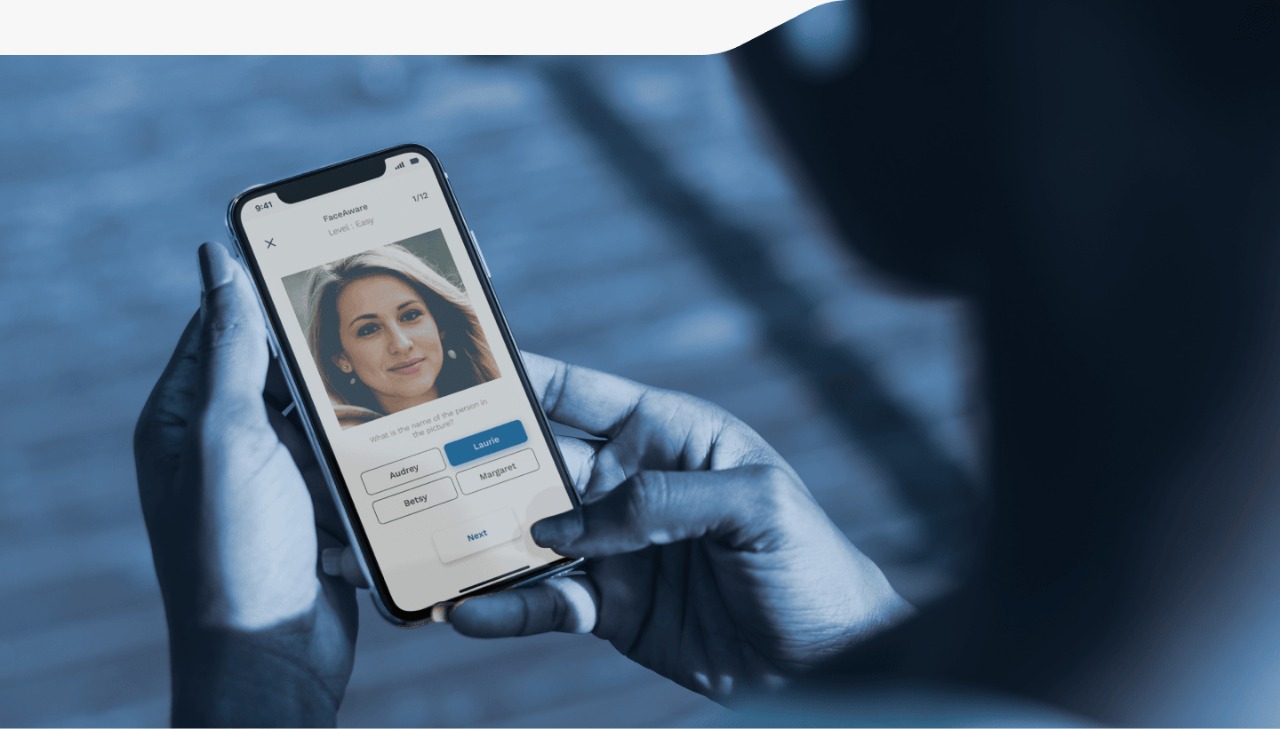 9:41
FaceAware
1/12
Level : Easy
What is the name of the person in
the picture?
Audrey
Laurie
Betsy
Margaret
Next